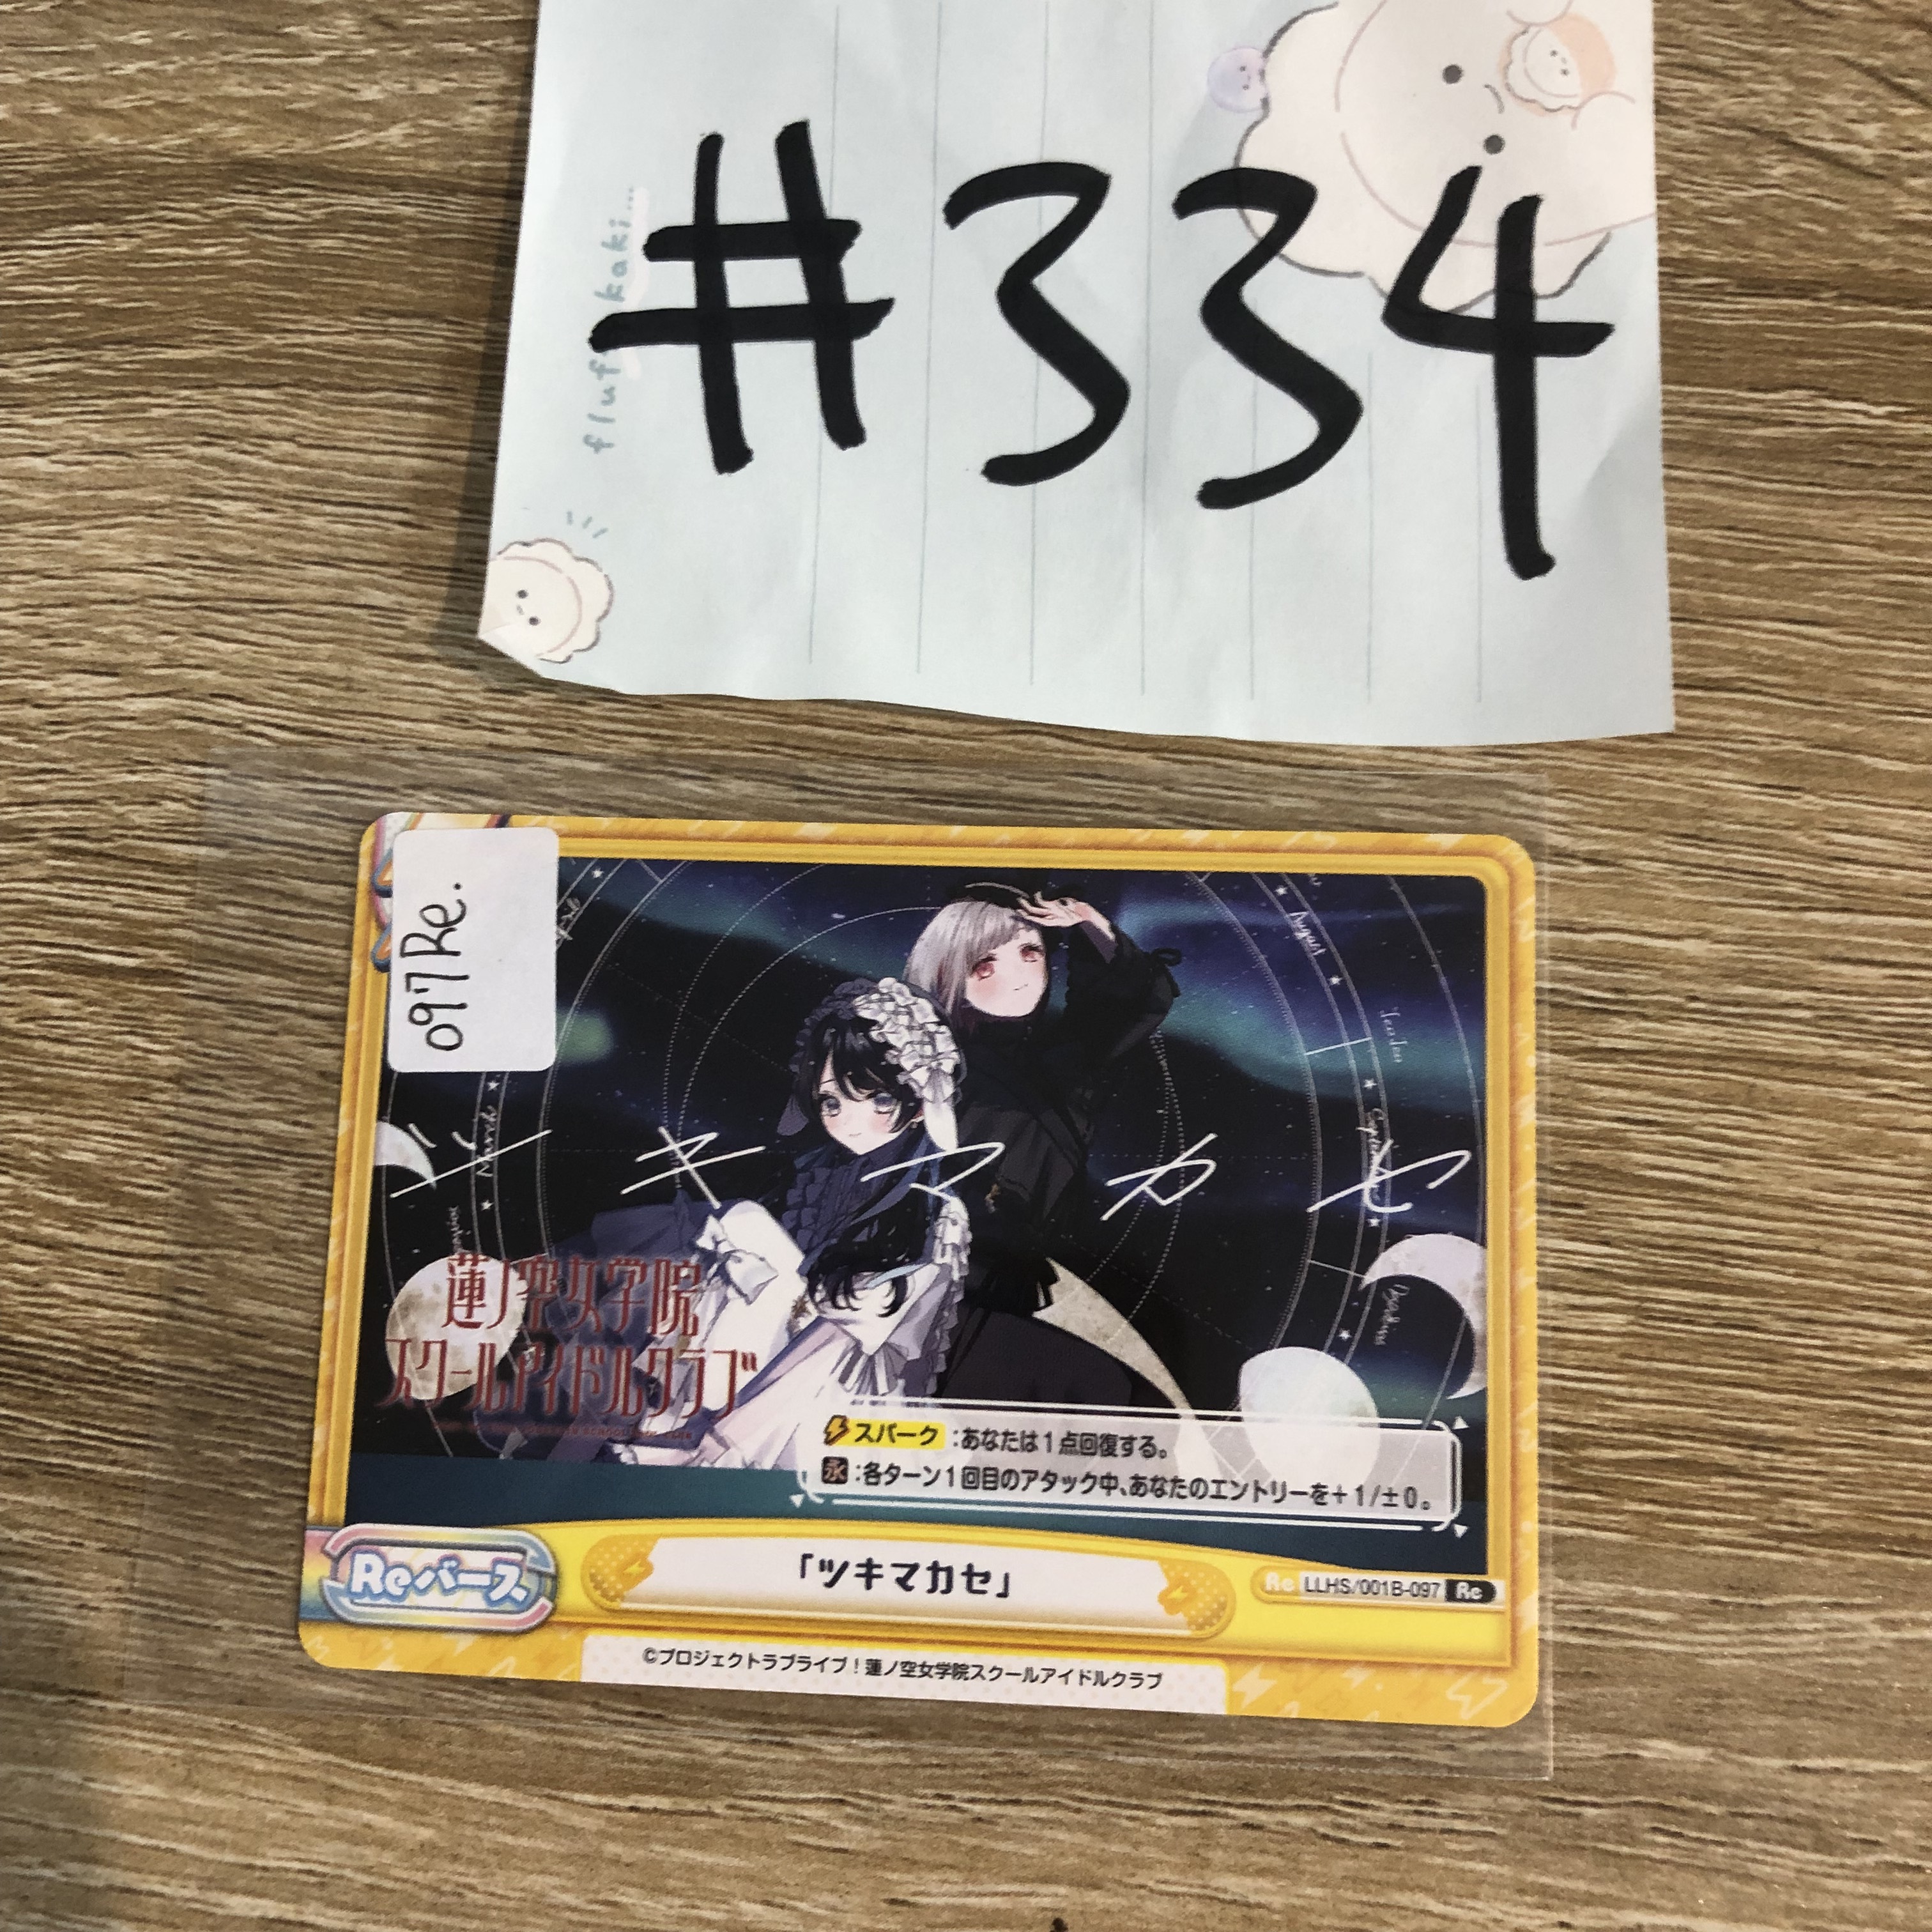 #334
097Re.
August
March
ツキマカセ
蓮ノ空女学院
スクールアイドルクラブ
スパーク:あなたは1点回復する。
永:各ターン1回目のアタック中、あなたのエントリーを+1/±0。
Reバース
「ツキマカセ」
Re LLHS/001B-097 Re
©プロジェクトラブライブ!蓮ノ空女学院スクールアイドルクラブ